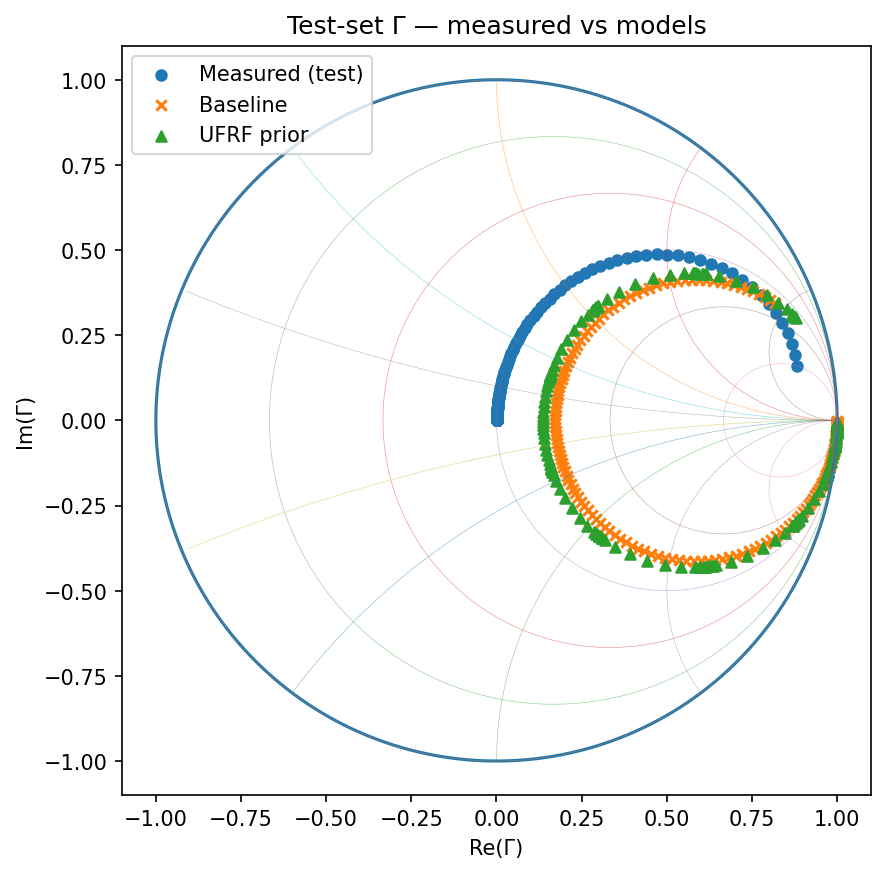 Test-set Γ — measured vs models
Measured (test)
Baseline
UFRF prior
1.00
0.75
0.50
0.25
0.00
−0.25
−0.50
−0.75
−1.00
Im(Γ)
−1.00 −0.75 −0.50 −0.25 0.00 0.25 0.50 0.75 1.00
Re(Γ)